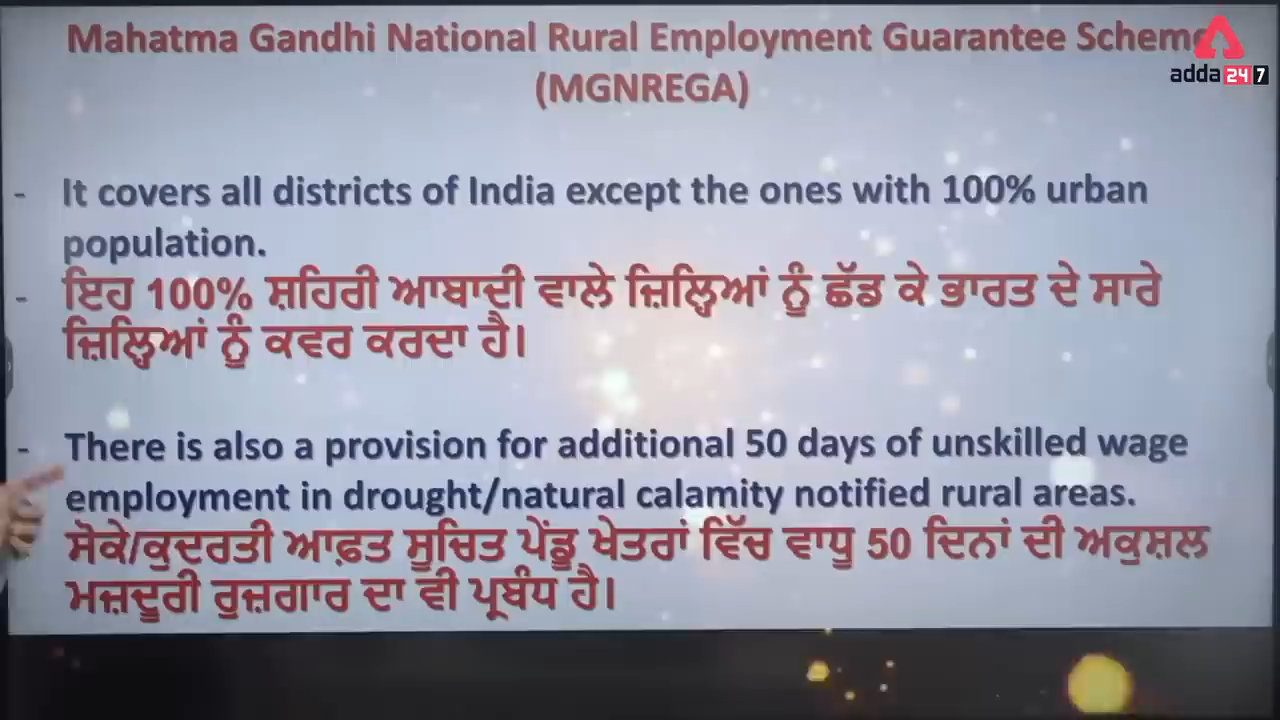 Mahatma Gandhi National Rural Employment Guarantee Scheme
(MGNREGA)
adda 24 7
- It covers all districts of India except the ones with 100% urban
population.
- ਇਹ 100% ਸ਼ਹਿਰੀ ਆਬਾਦੀ ਵਾਲੇ ਜ਼ਿਲ੍ਹਿਆਂ ਨੂੰ ਛੱਡ ਕੇ ਭਾਰਤ ਦੇ ਸਾਰੇ
ਜ਼ਿਲ੍ਹਿਆਂ ਨੂੰ ਕਵਰ ਕਰਦਾ ਹੈ।
- There is also a provision for additional 50 days of unskilled wage
employment in drought/natural calamity notified rural areas.
ਸੋਕੇ/ਕੁਦਰਤੀ ਆਫ਼ਤ ਸੂਚਿਤ ਪੇਂਡੂ ਖੇਤਰਾਂ ਵਿੱਚ ਵਾਧੂ 50 ਦਿਨਾਂ ਦੀ ਅਕੁਸ਼ਲ
ਮਜ਼ਦੂਰੀ ਰੁਜ਼ਗਾਰ ਦਾ ਵੀ ਪ੍ਰਬੰਧ ਹੈ।